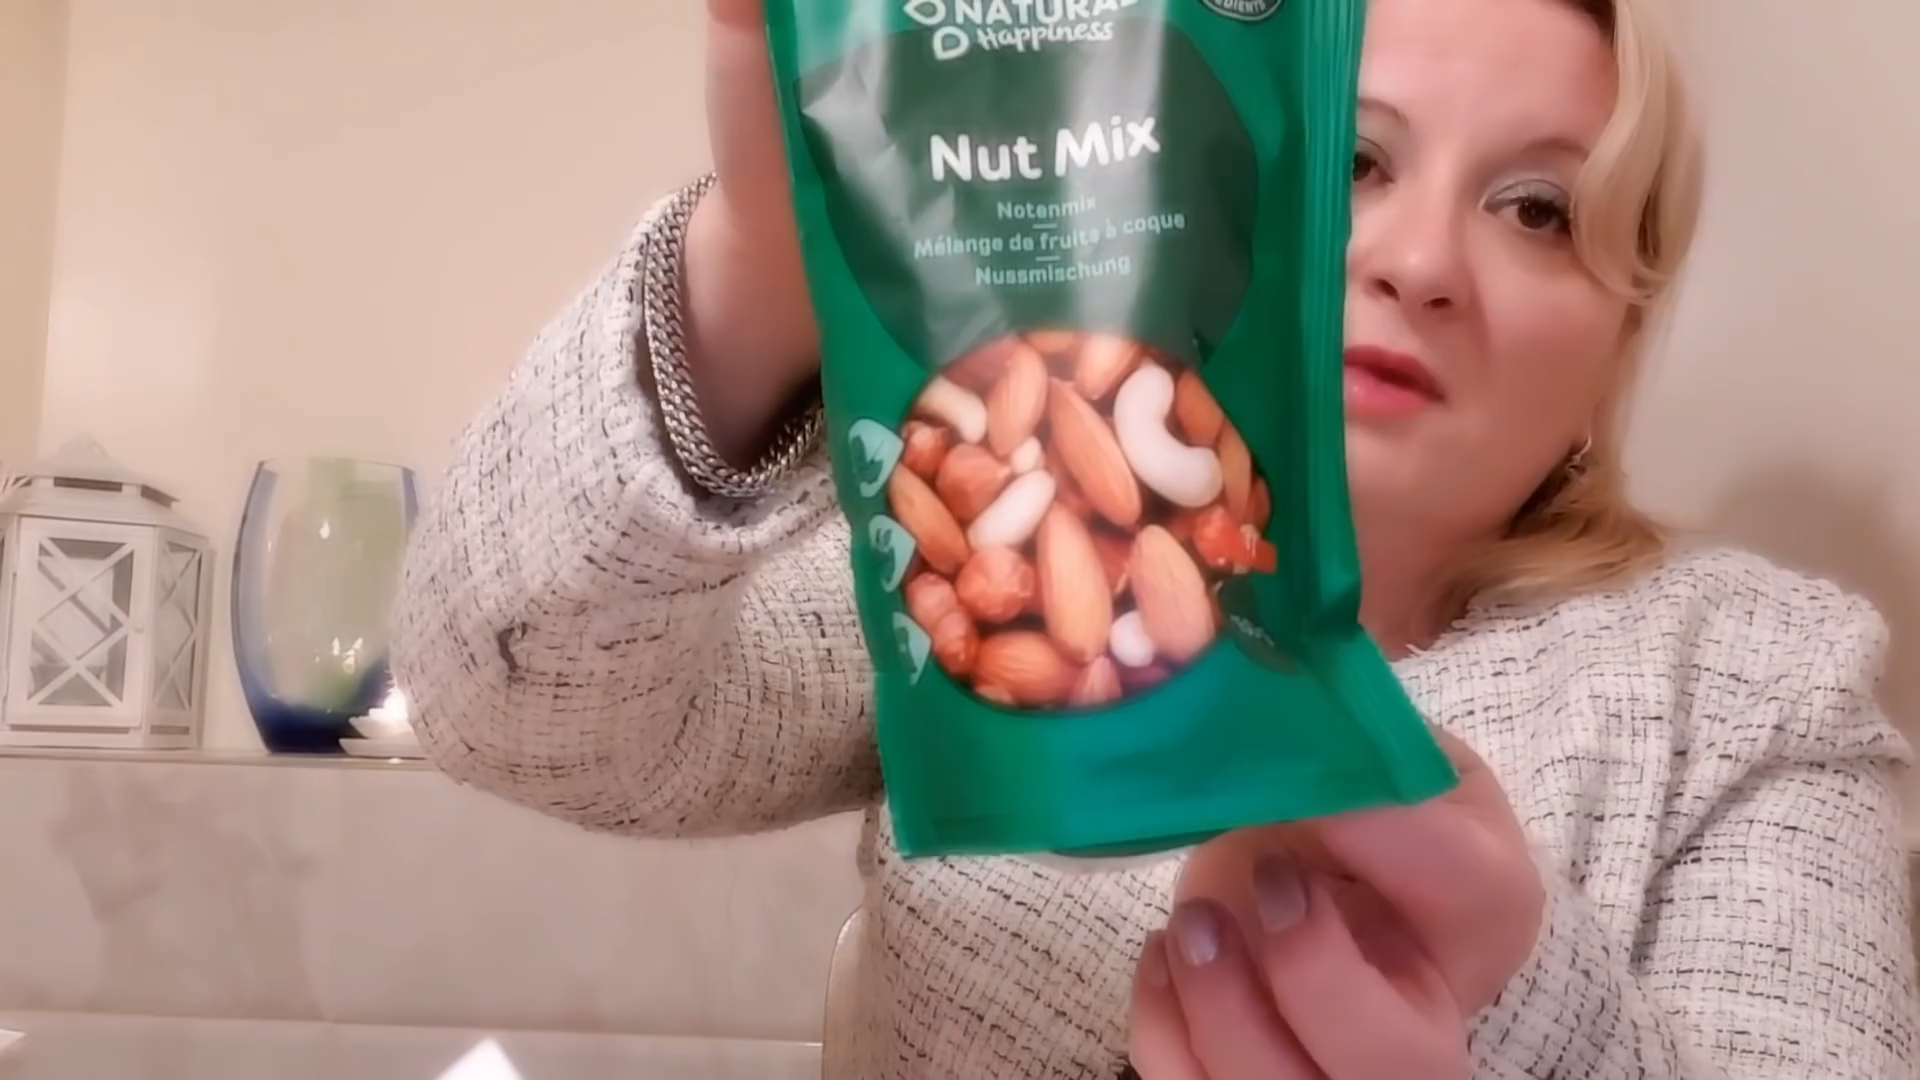 NATURAL
Happiness
Nut Mix
Notenmix
Mélange de fruits à coque
Nussmischung